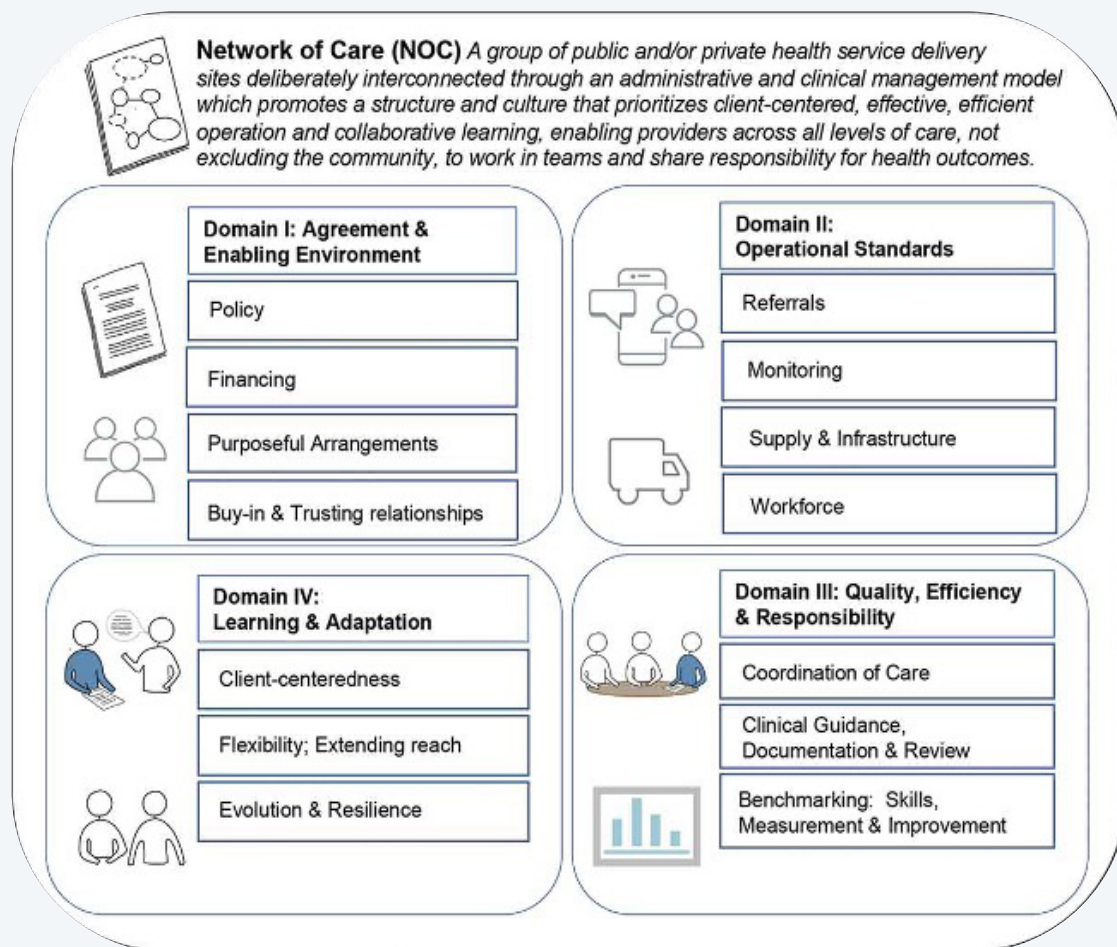 Network of Care (NOC) A group of public and/or private health service delivery
sites deliberately interconnected through an administrative and clinical management model
which promotes a structure and culture that prioritizes client-centered, effective, efficient
operation and collaborative learning, enabling providers across all levels of care, not
excluding the community, to work in teams and share responsibility for health outcomes.
Domain I: Agreement &
Enabling Environment
Policy
Financing
Purposeful Arrangements
Buy-in & Trusting relationships
Domain II:
Operational Standards
Referrals
Monitoring
Supply & Infrastructure
Workforce
Domain IV:
Learning & Adaptation
Client-centeredness
Flexibility; Extending reach
Evolution & Resilience
Domain III: Quality, Efficiency
& Responsibility
Coordination of Care
Clinical Guidance,
Documentation & Review
Benchmarking: Skills,
Measurement & Improvement